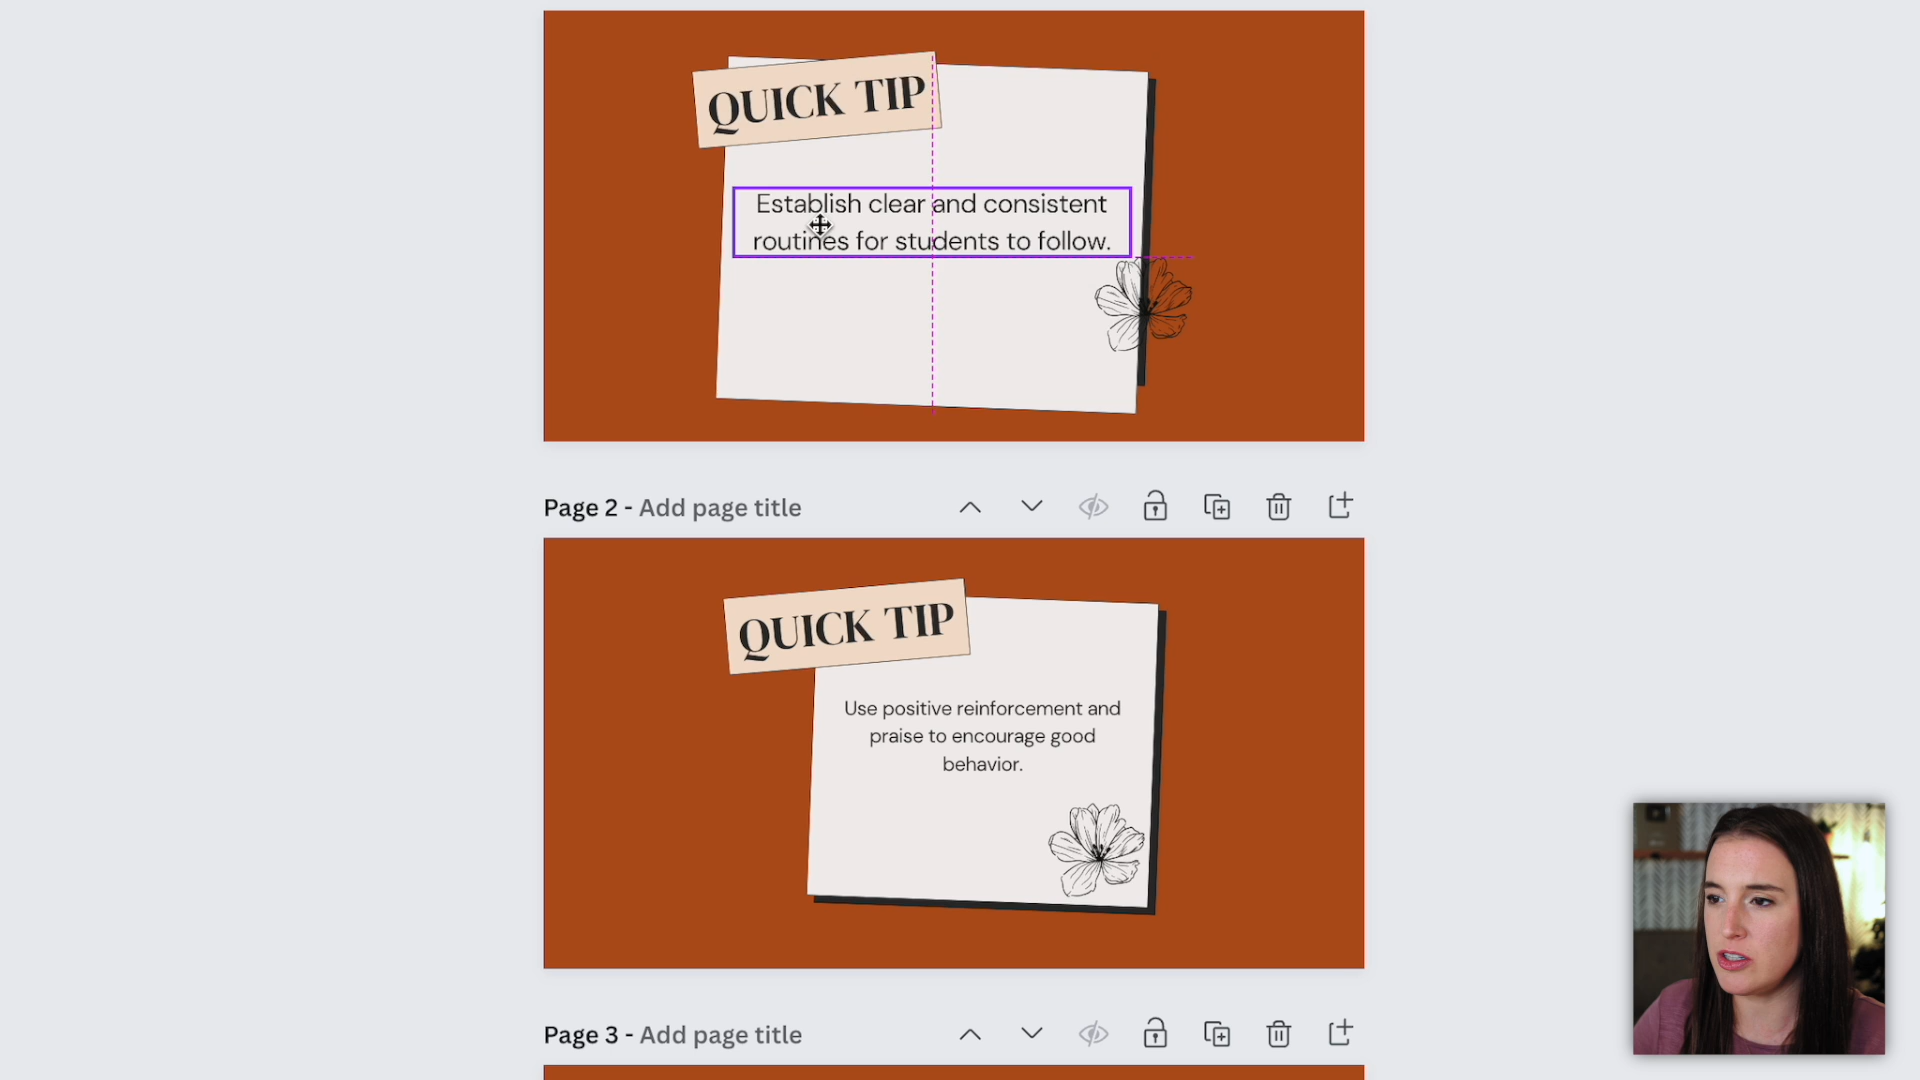 QUICK TIP
Establish clear and consistent
routines for students to follow.
Page 2 - Add page title
QUICK TIP
Use positive reinforcement and
praise to encourage good
behavior.
Page 3 - Add page title